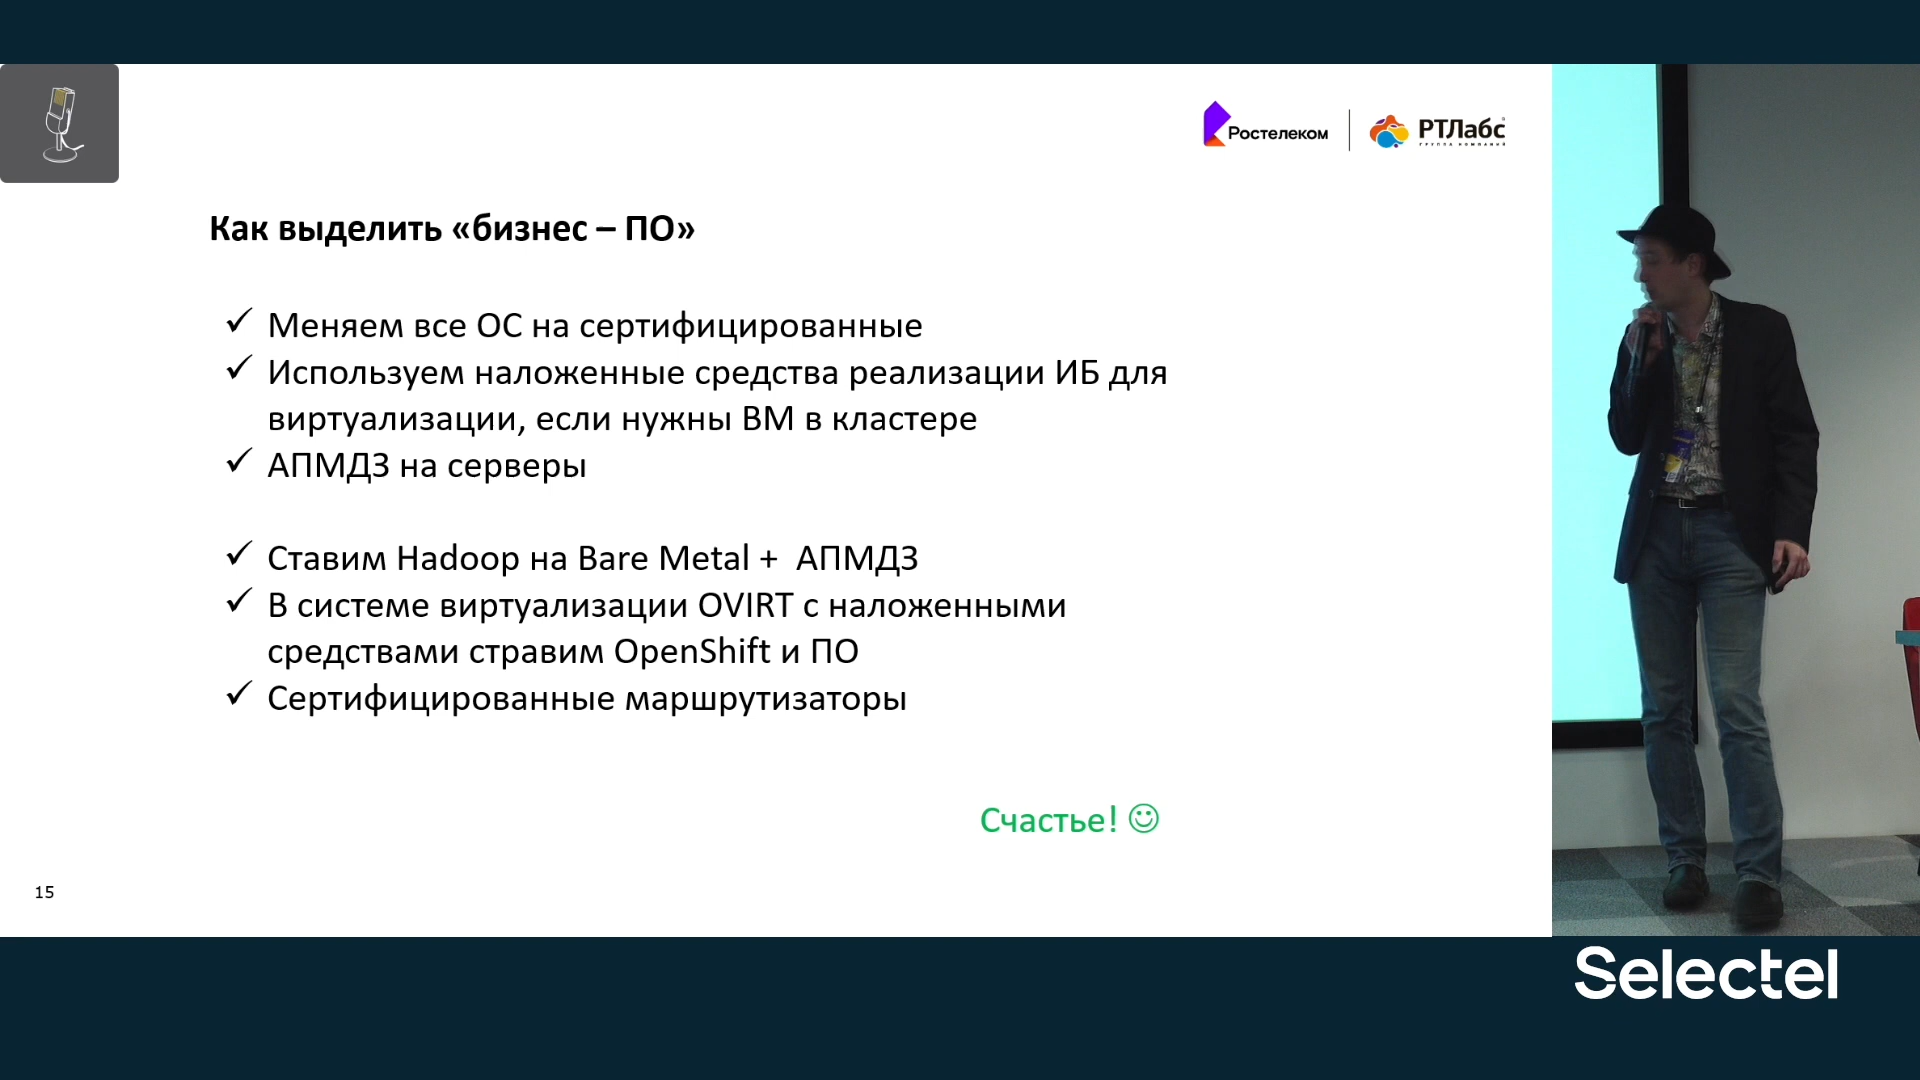 Ростелеком
РТЛабс
ГРУППА КОМПАНИЙ
Как выделить «бизнес – ПО»
Меняем все ОС на сертифицированные
Используем наложенные средства реализации ИБ для
виртуализации, если нужны ВМ в кластере
АПМДЗ на серверы
Ставим Hadoop на Bare Metal + АПМДЗ
В системе виртуализации OVIRT с наложенными
средствами стравим OpenShift и ПО
Сертифицированные маршрутизаторы
Счастье!
15
Selectel